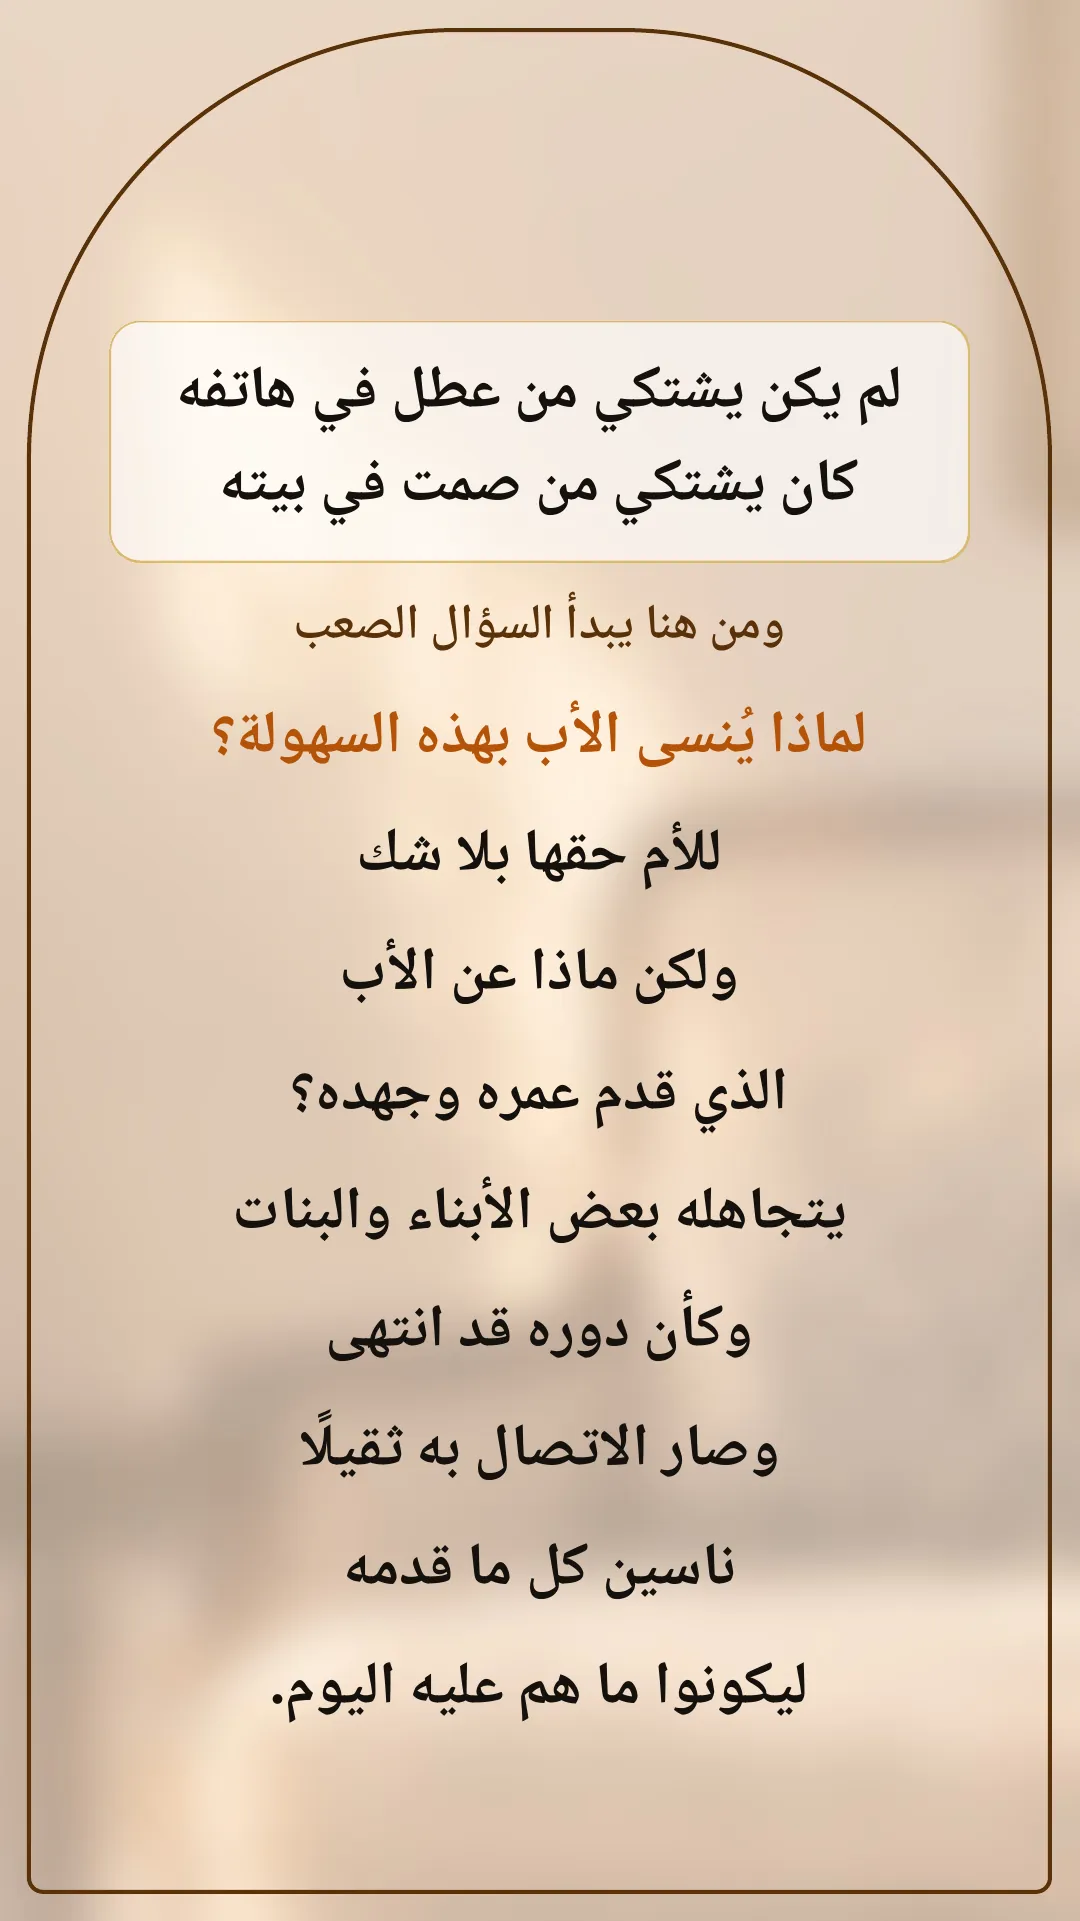 لم يكن يشتكي من عطل في هاتفه
كان يشتكي من صمت في بيته
ومن هنا يبدأ السؤال الصعب
لماذا يُنسى الأب بهذه السهولة؟
للأم حقها بلا شك
ولكن ماذا عن الأب
الذي قدم عمره وجهده؟
يتجاهله بعض الأبناء والبنات
وكأن دوره قد انتهى
وصار الاتصال به ثقيلًا
ناسين كل ما قدمه
ليكونوا ما هم عليه اليوم.